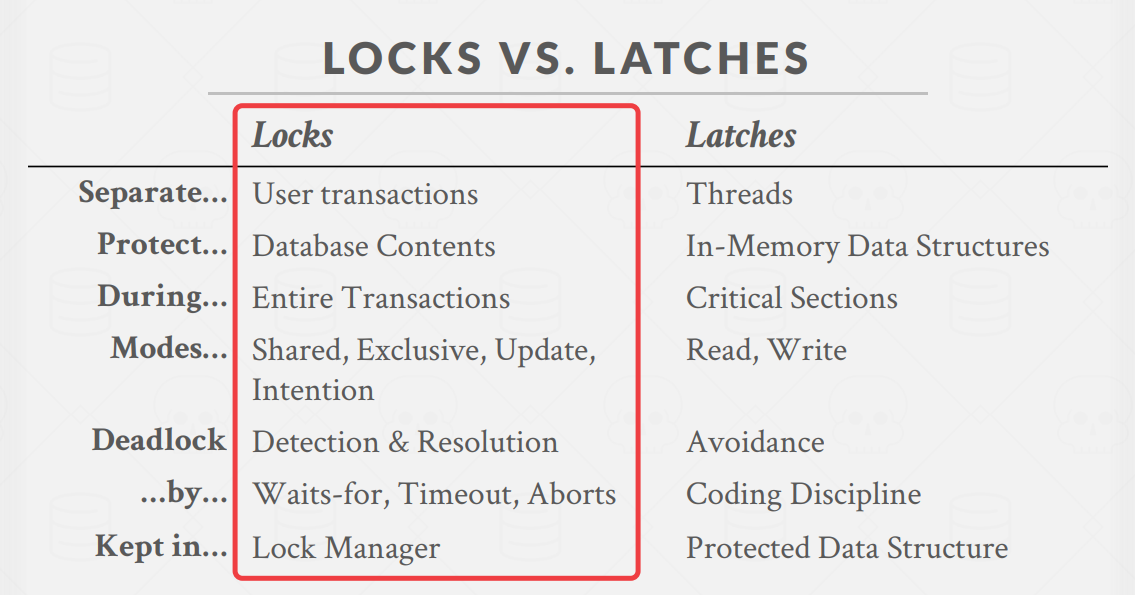 LOCKS VS. LATCHES
Locks Latches
Separate... User transactions Threads
Protect... Database Contents In-Memory Data Structures
During... Entire Transactions Critical Sections
Modes... Shared, Exclusive, Update, Read, Write
Intention
Deadlock Detection & Resolution Avoidance
...by... Waits-for, Timeout, Aborts Coding Discipline
Kept in... Lock Manager Protected Data Structure